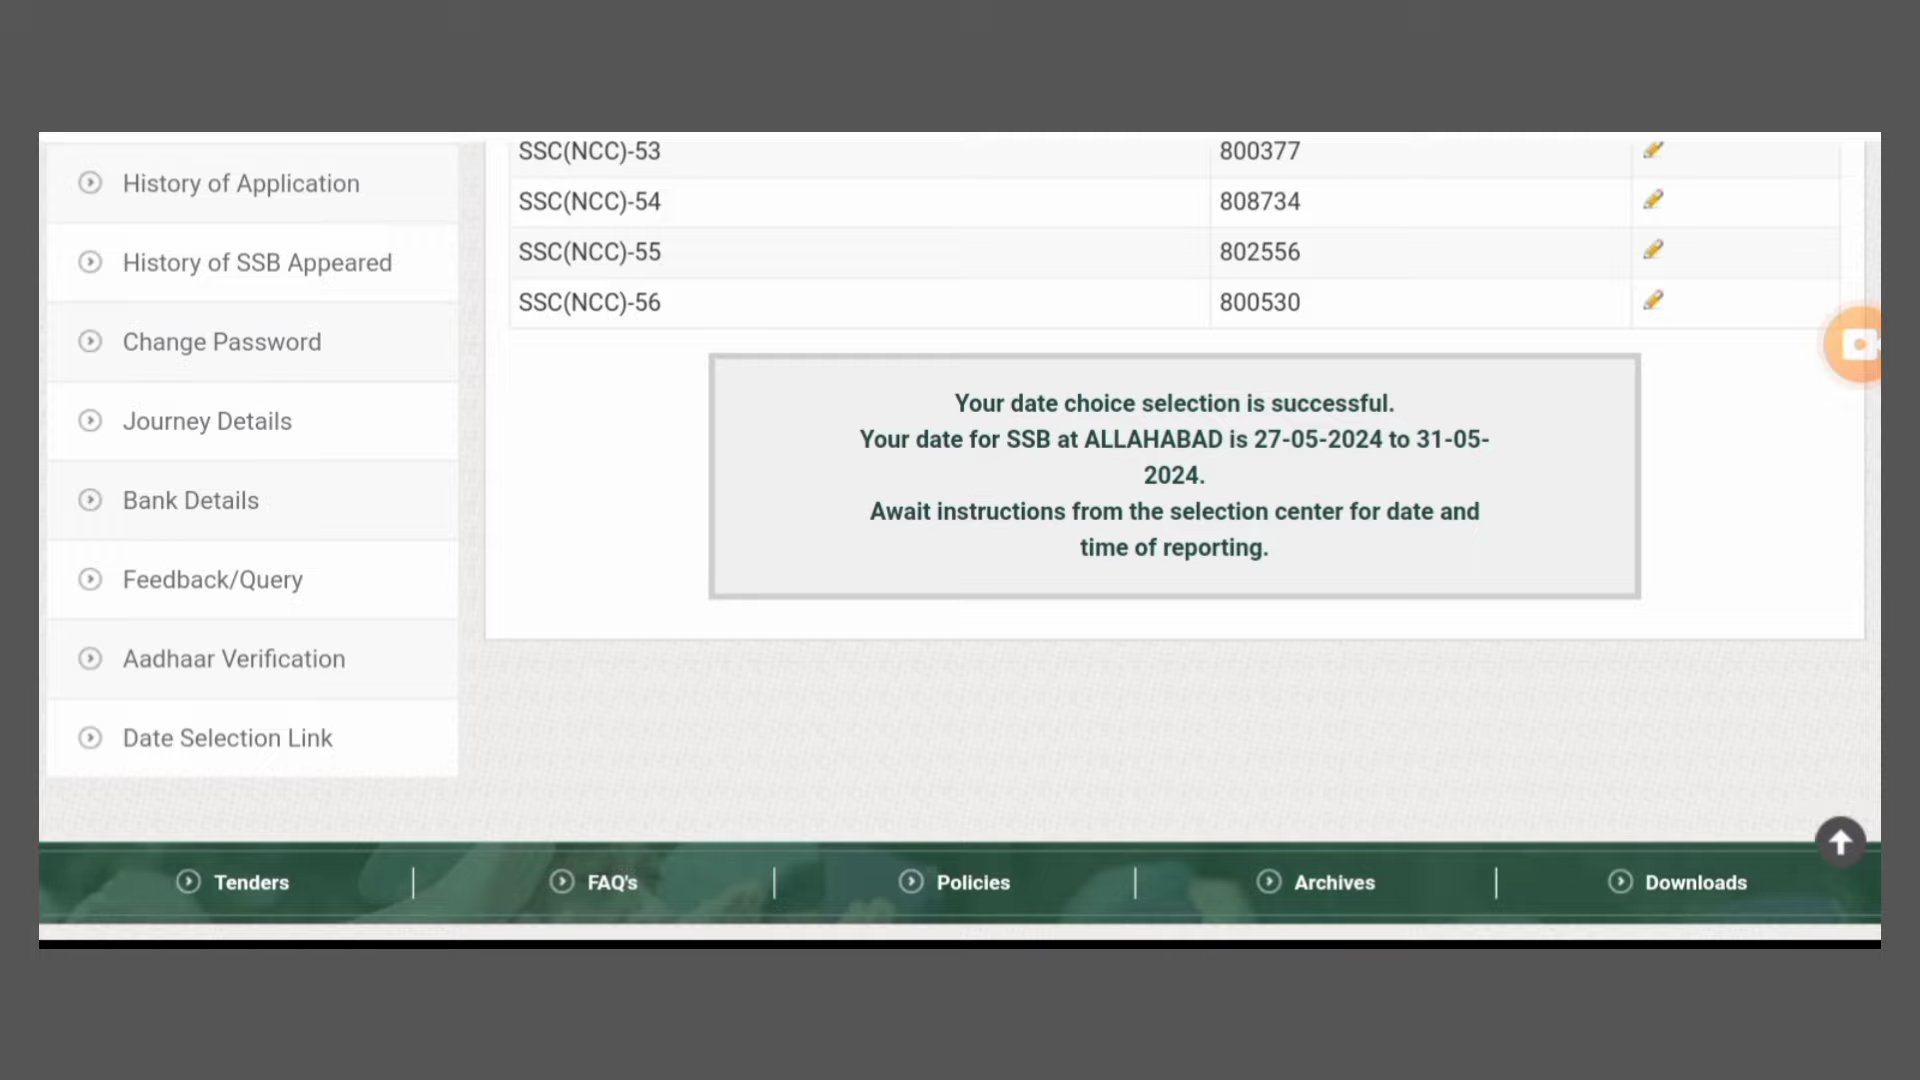 History of Application
History of SSB Appeared
Change Password
Journey Details
Bank Details
Feedback/Query
Aadhaar Verification
Date Selection Link
SSC(NCC)-53 800377
SSC(NCC)-54 808734
SSC(NCC)-55 802556
SSC(NCC)-56 800530
Your date choice selection is successful.
Your date for SSB at ALLAHABAD is 27-05-2024 to 31-05-
2024.
Await instructions from the selection center for date and
time of reporting.
Tenders | FAQ's | Policies | Archives | Downloads